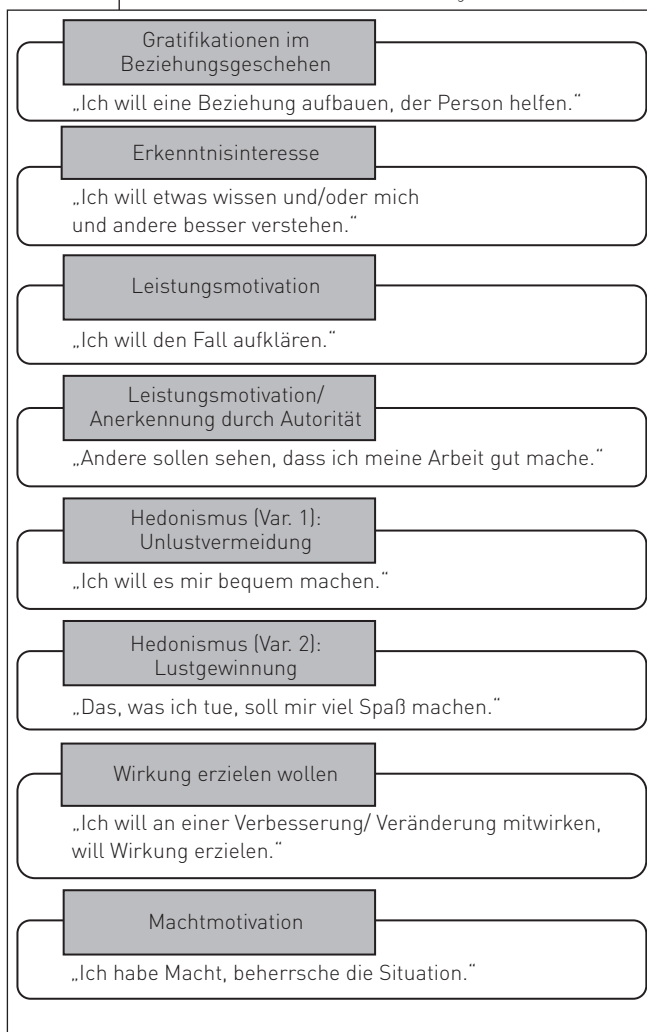 Gratifikationen im
Beziehungsgeschehen
„Ich will eine Beziehung aufbauen, der Person helfen.“
Erkenntnisinteresse
„Ich will etwas wissen und/oder mich
und andere besser verstehen.“
Leistungsmotivation
„Ich will den Fall aufklären.“
Leistungsmotivation/
Anerkennung durch Autorität
„Andere sollen sehen, dass ich meine Arbeit gut mache.“
Hedonismus (Var. 1):
Unlustvermeidung
„Ich will es mir bequem machen.“
Hedonismus (Var. 2):
Lustgewinnung
„Das, was ich tue, soll mir viel Spaß machen.“
Wirkung erzielen wollen
„Ich will an einer Verbesserung/ Veränderung mitwirken,
will Wirkung erzielen.“
Machtmotivation
„Ich habe Macht, beherrsche die Situation.“